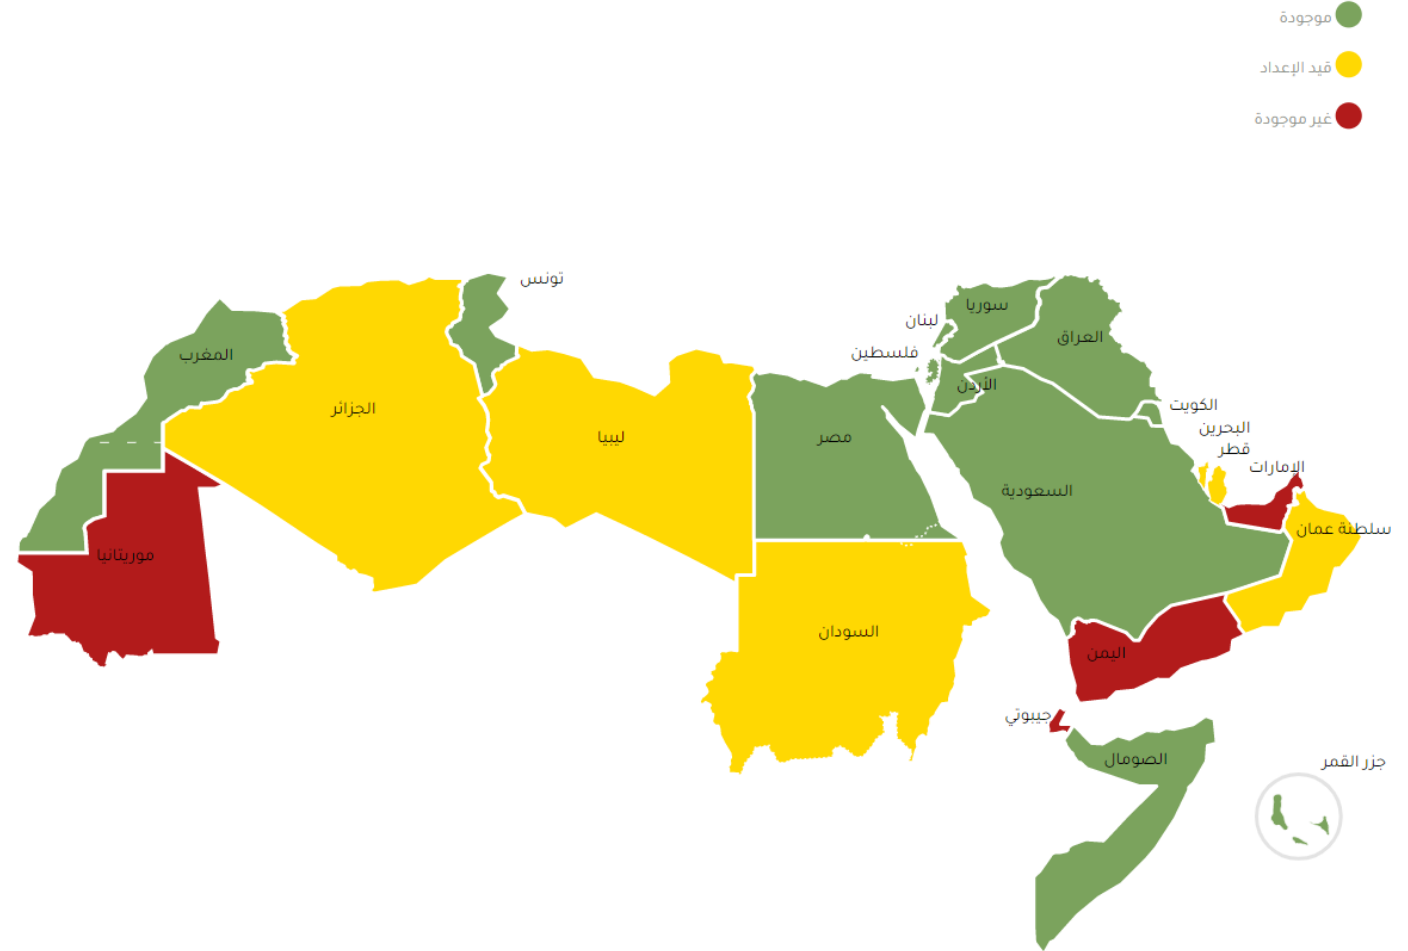 موجودة
قيد الإعداد
غير موجودة
تونس
سوريا
لبنان
العراق
فلسطين
المغرب
الأردن
الكويت
الجزائر
البحرين
مصر
ليبيا
قطر
الإمارات
السعودية
سلطنة عمان
موريتانيا
السودان
اليمن
جيبوتي
الصومال
جزر القمر